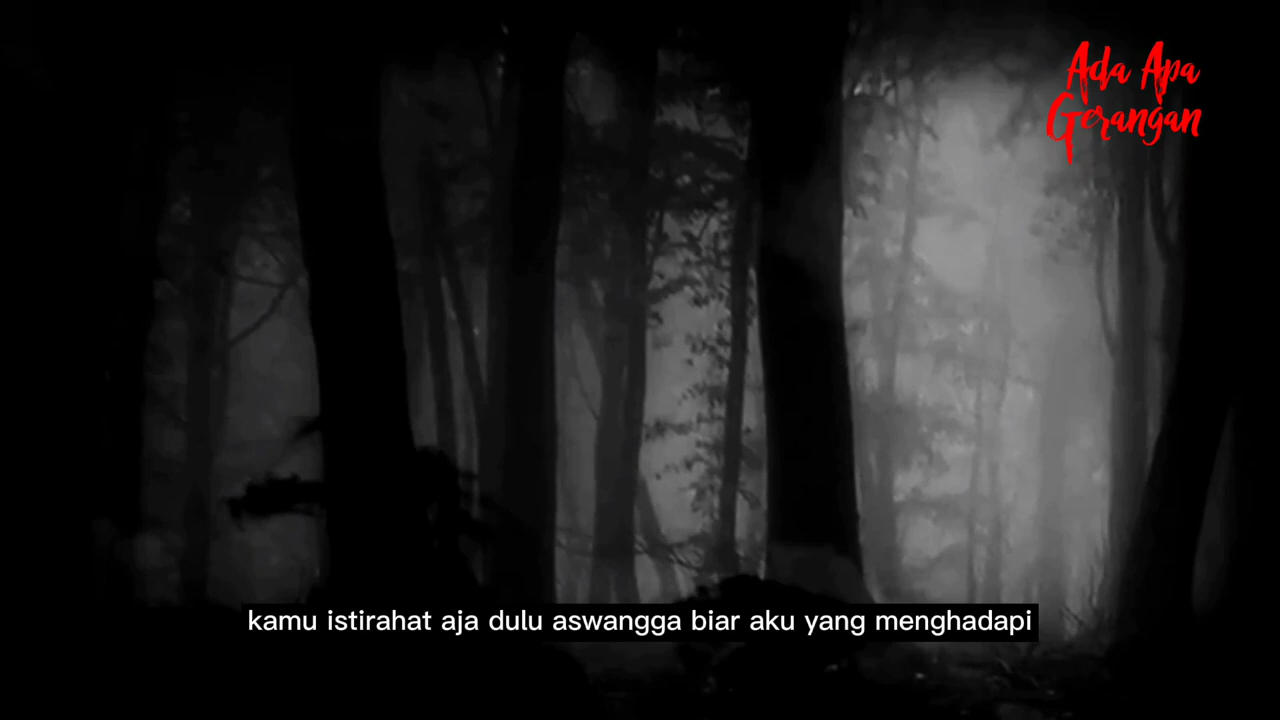 Ada Apa
Gerangan
kamu istirahat aja dulu aswangga biar aku yang menghadapi